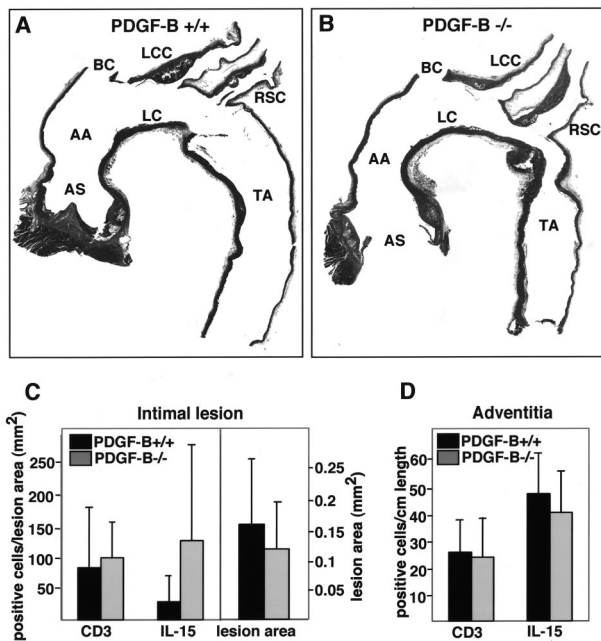 A PDGF-B +/+
LCC
BC
RSC
LC
AA
AS
TA
B PDGF-B -/-
LCC
BC
RSC
LC
AA
AS
TA
C
Intimal lesion
PDGF-B+/+
PDGF-B-/-
positive cells/lesion area (mm2)
250
200
150
100
50
0.25
0.2
0.15
0.1
0.05
lesion area (mm2)
CD3 IL-15 lesion area
D
Adventitia
PDGF-B+/+
PDGF-B-/-
positive cells/cm length
60
50
40
30
20
10
CD3 IL-15